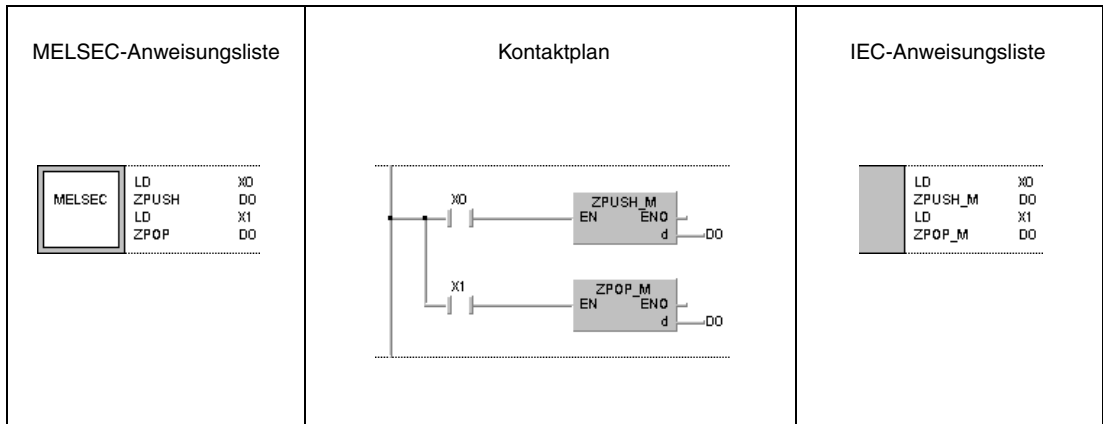 MELSEC-Anweisungsliste
Kontaktplan
IEC-Anweisungsliste
MELSEC
LD X0
ZPUSH D0
LD X1
ZPOP D0
X0
ZPUSH_M
EN ENO
d D0
X1
ZPOP_M
EN ENO
d D0
LD X0
ZPUSH_M D0
LD X1
ZPOP_M D0